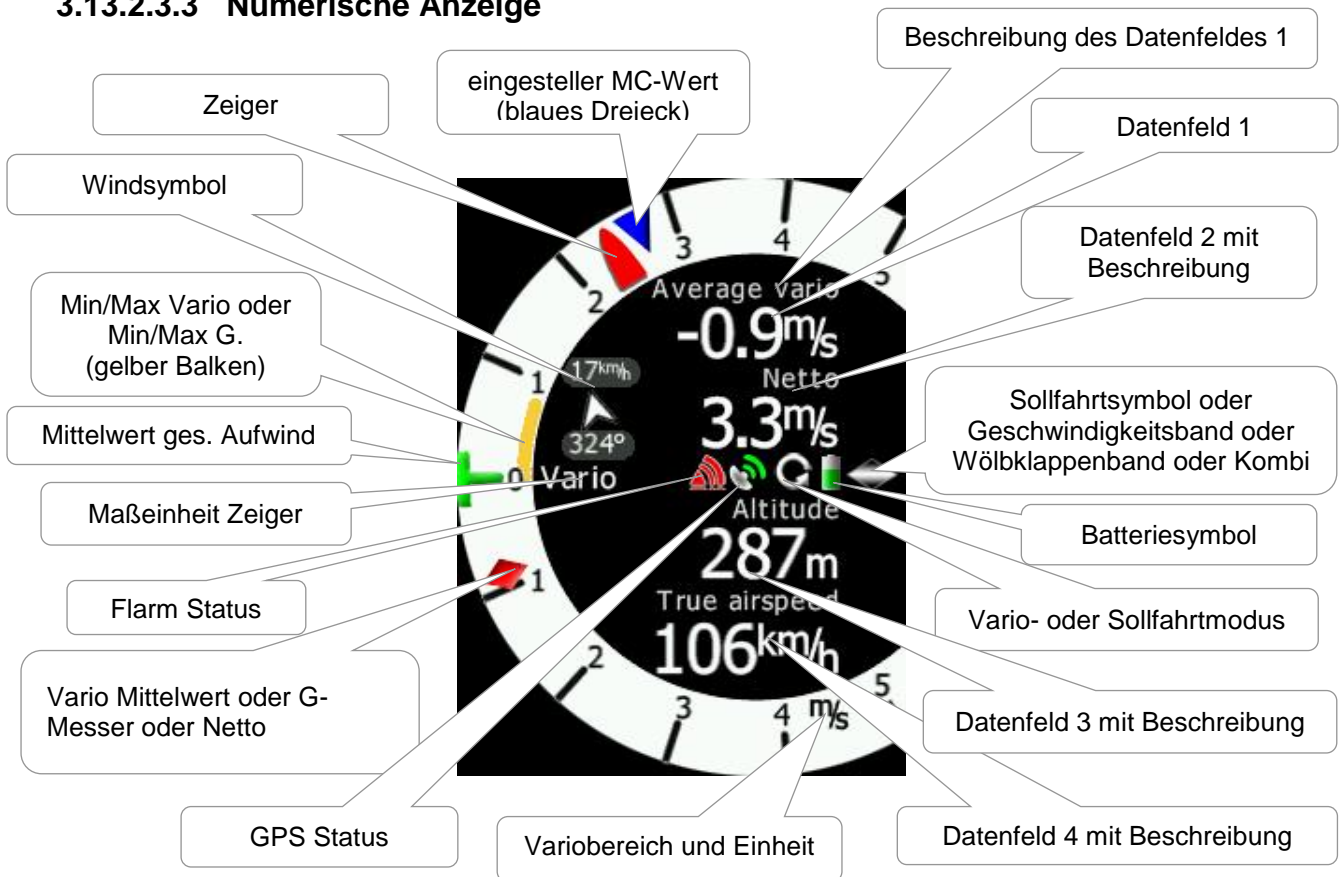 3.13.2.3.3 Numerische Anzeige
Beschreibung des Datenfeldes 1
eingesteller MC-Wert
(blaues Dreieck)
Zeiger
Datenfeld 1
Windsymbol
Datenfeld 2 mit
Beschreibung
Min/Max Vario oder
Min/Max G.
(gelber Balken)
Sollfahrtsymbol oder
Geschwindigkeitsband oder
Wölbklappenband oder Kombi
Mittelwert ges. Aufwind
Maßeinheit Zeiger
Batteriesymbol
Flarm Status
Vario- oder Sollfahrtmodus
Vario Mittelwert oder G-
Messer oder Netto
Datenfeld 3 mit Beschreibung
GPS Status
Variobereich und Einheit
Datenfeld 4 mit Beschreibung
3
4
5
2
1
0
1
2
3
4
5
m/s
Average vario
-0.9m/s
Netto
3.3m/s
17km/h
324°
Vario
Altitude
287m
True airspeed
106km/h